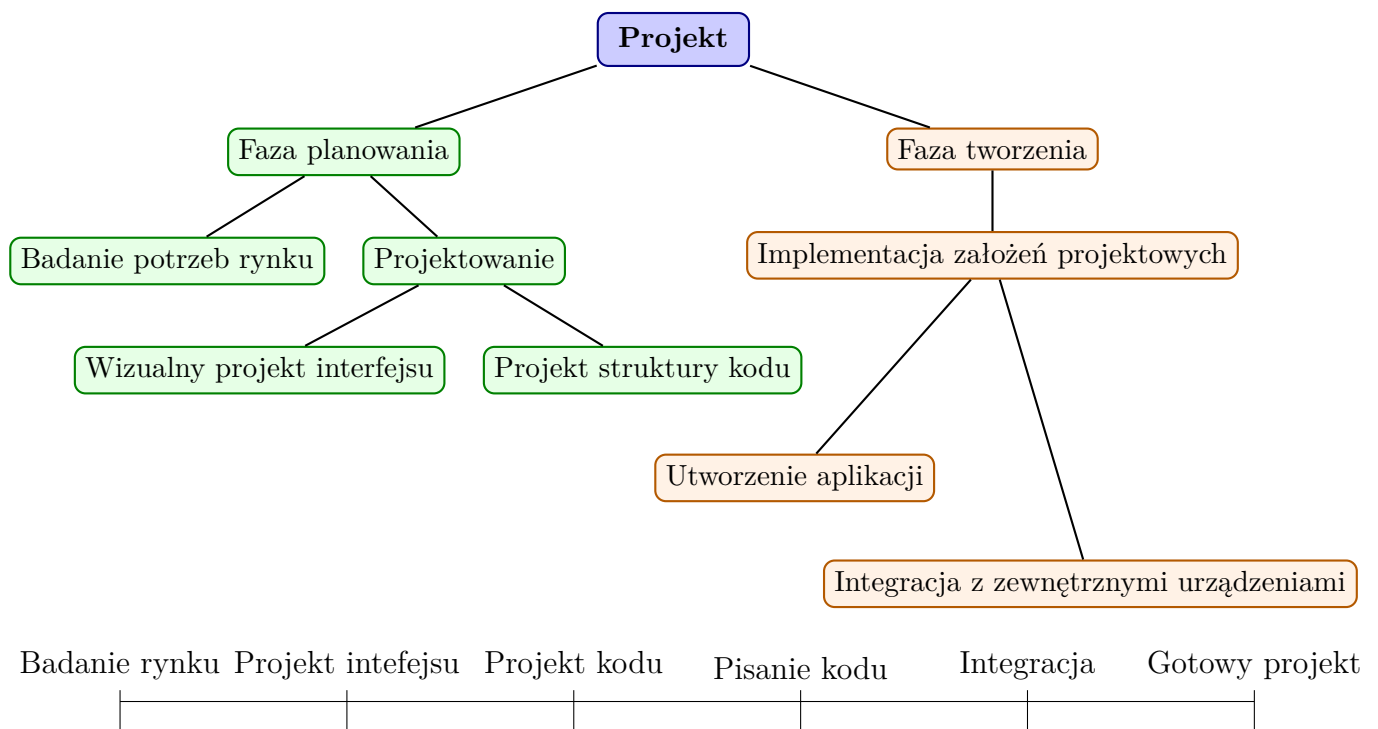 Projekt
Faza planowania
Faza tworzenia
Badanie potrzeb rynku
Projektowanie
Implementacja założeń projektowych
Wizualny projekt interfejsu
Projekt struktury kodu
Utworzenie aplikacji
Integracja z zewnętrznymi urządzeniami
Badanie rynku
Projekt intefejsu
Projekt kodu
Pisanie kodu
Integracja
Gotowy projekt